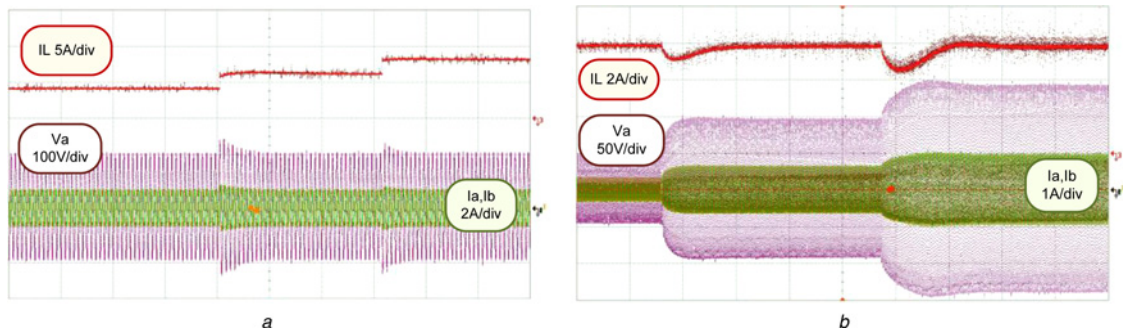 IL 5A/div
Va
100V/div
Ia,Ib
2A/div
a
IL 2A/div
Va
50V/div
Ia,Ib
1A/div
b